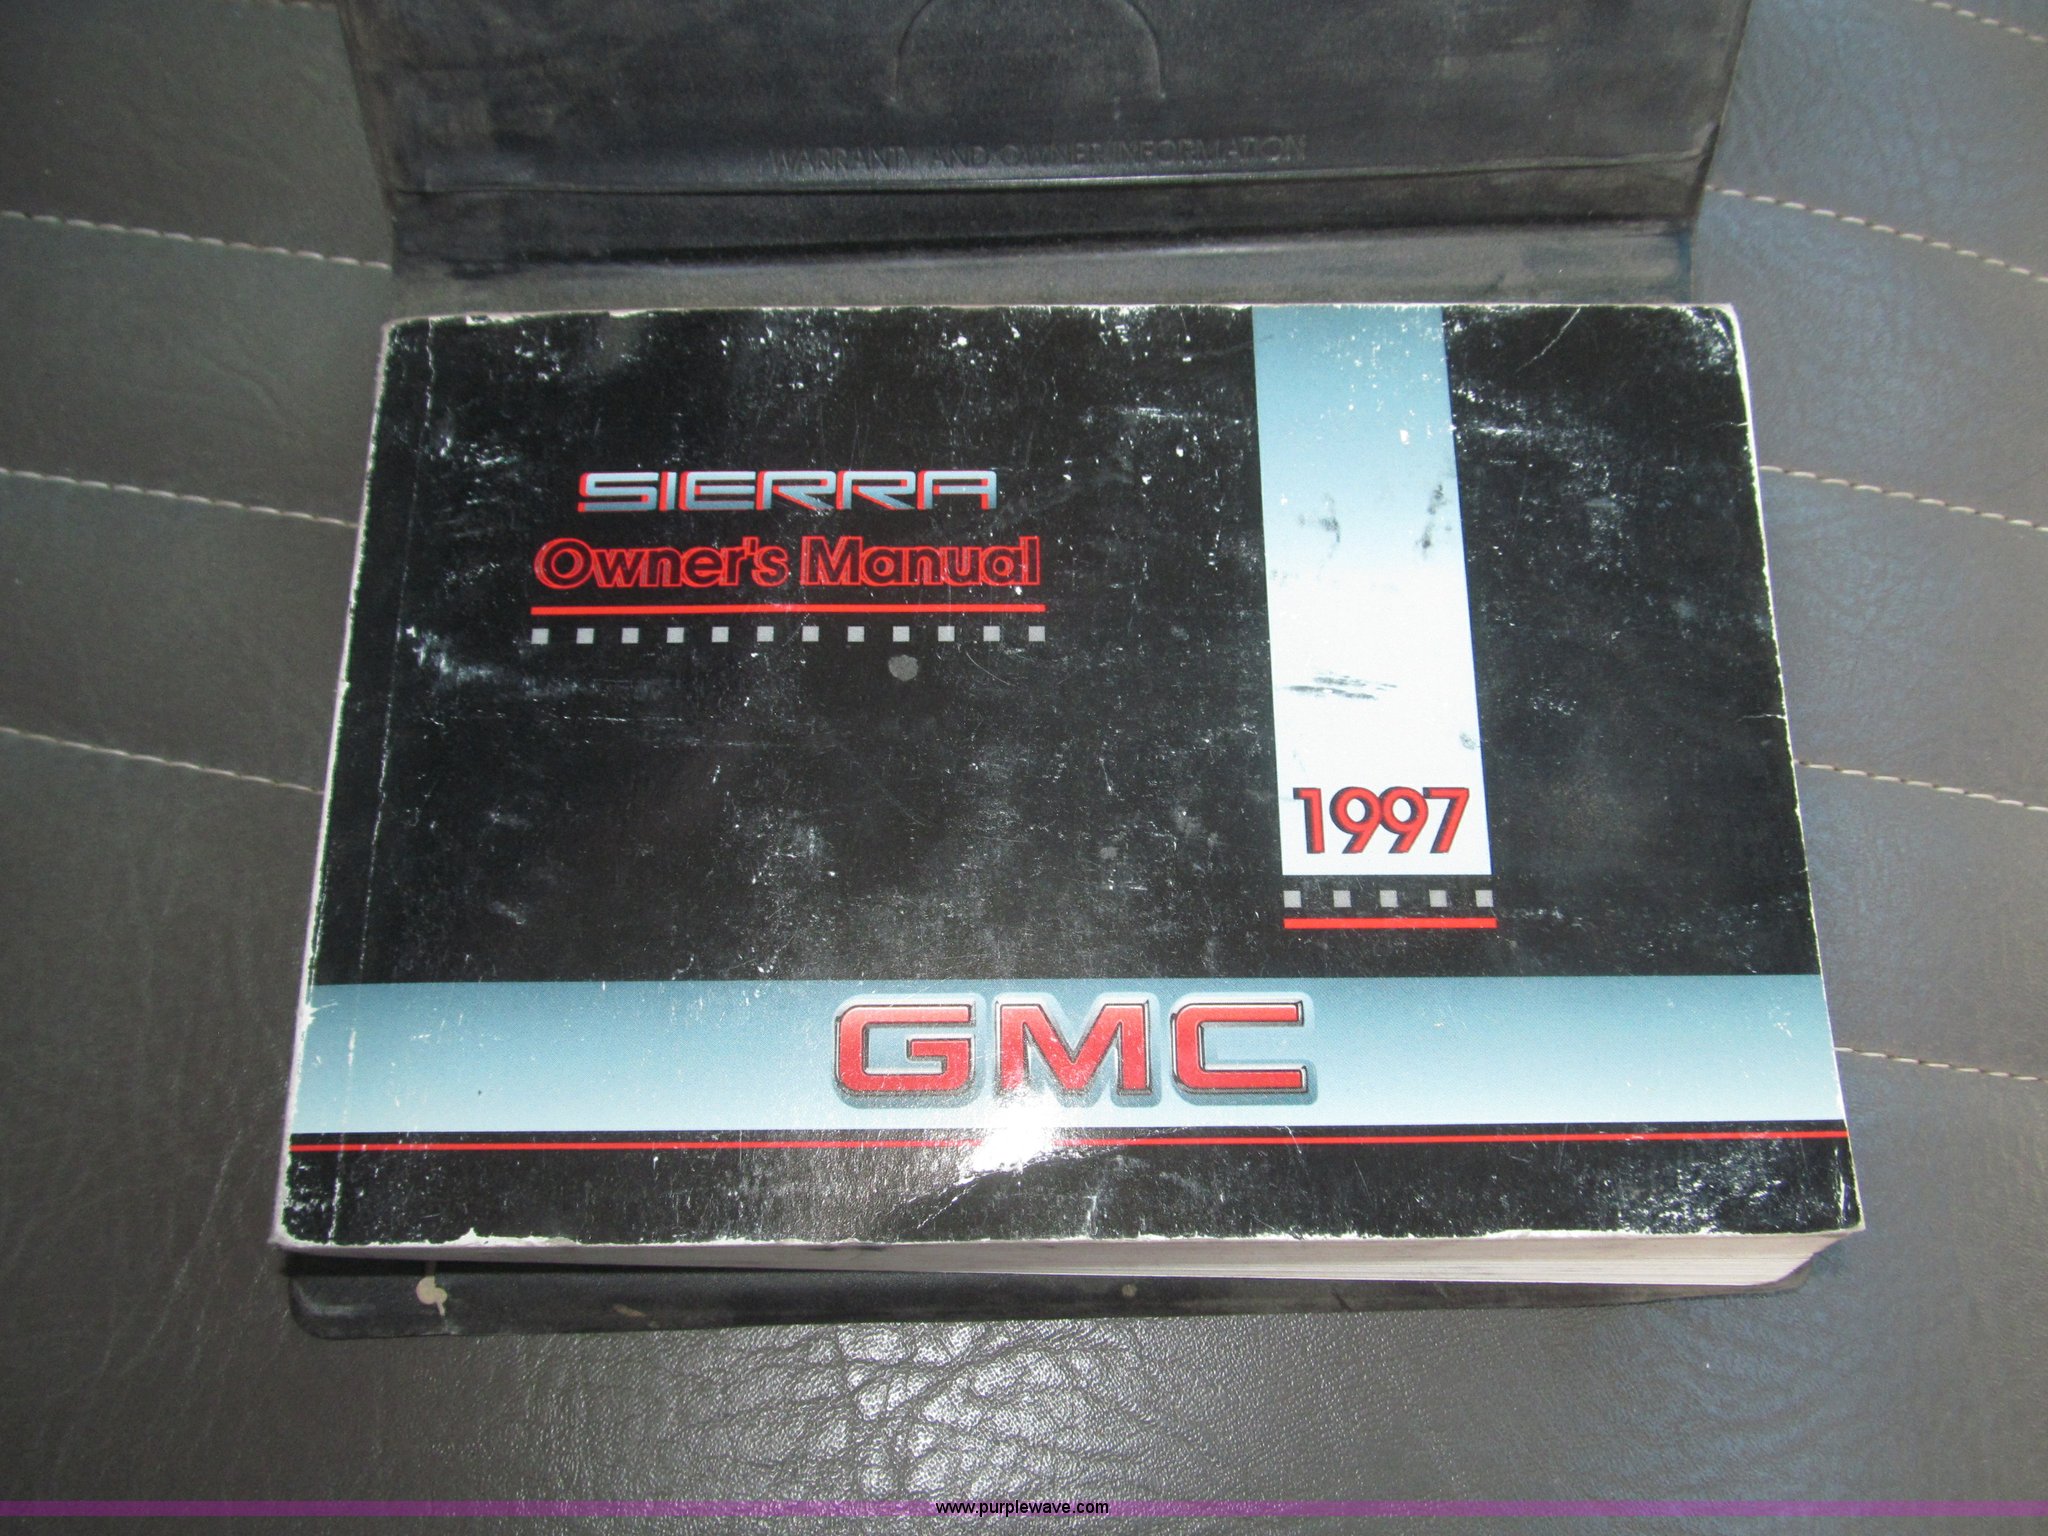 WARRANTY AND OWNER INFORMATION
SIERRA
Owner's Manual
1997
GMC
www.purplewave.com